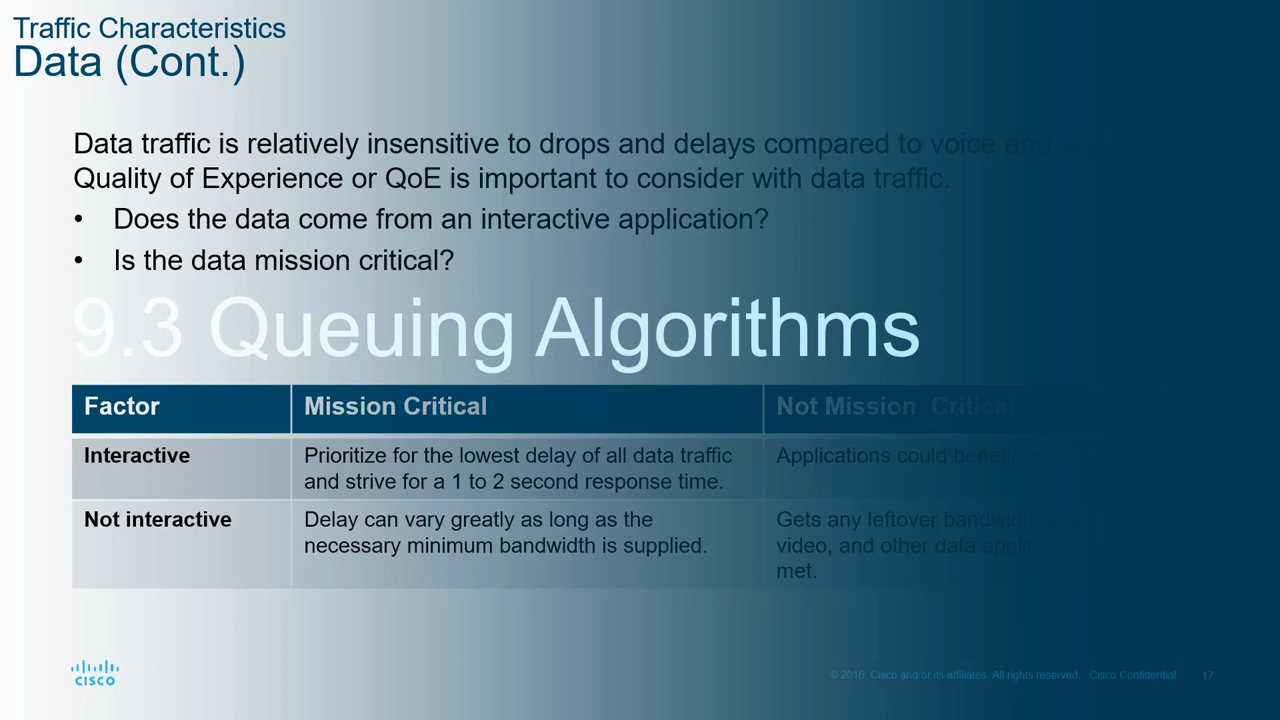 Traffic Characteristics
Data (Cont.)
Data traffic is relatively insensitive to drops and delays compared to voice and
Quality of Experience or QoE is important to consider with data traffic.
• Does the data come from an interactive application?
• Is the data mission critical?
9.3 Queuing Algorithms
Factor Mission Critical Not Mission Critical
Interactive Prioritize for the lowest delay of all data traffic Applications could benefit
and strive for a 1 to 2 second response time.
Not interactive Delay can vary greatly as long as the Gets any leftover bandwidth
necessary minimum bandwidth is supplied. video, and other data
met.
CISCO
© 2016 Cisco and/or its affiliates. All rights reserved. Cisco Confidential 17